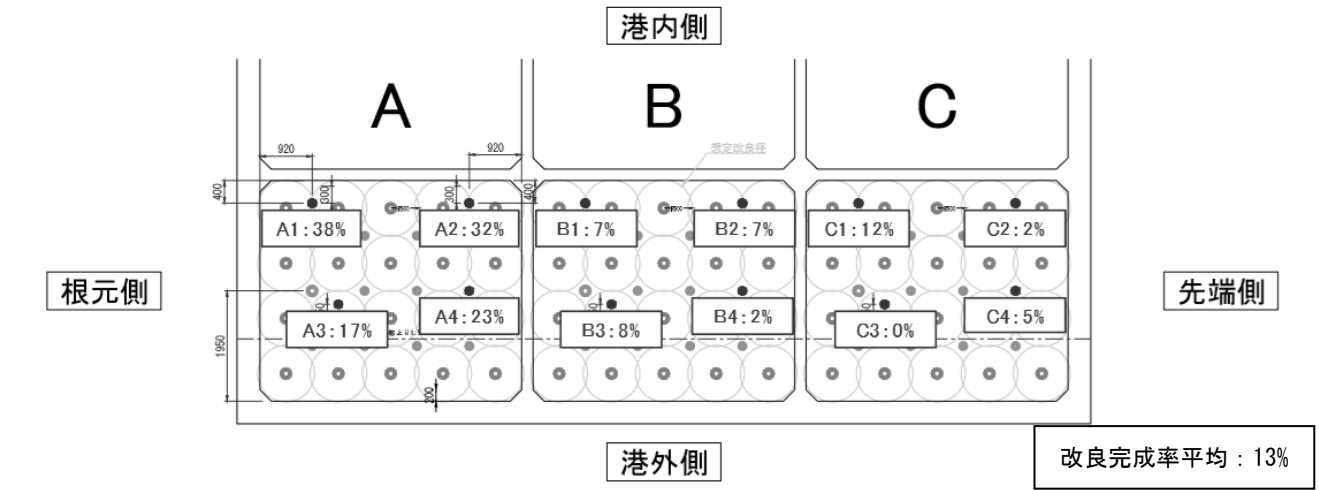 港内側
A
B
C
920
920
想定改良径
400
300
300
400
A1:38%
A2:32%
B1:7%
B2:7%
C1:12%
C2:2%
根元側
先端側
A3:17%
A4:23%
B3:8%
B4:2%
C3:0%
C4:5%
1950
200
港外側
改良完成率平均：13%